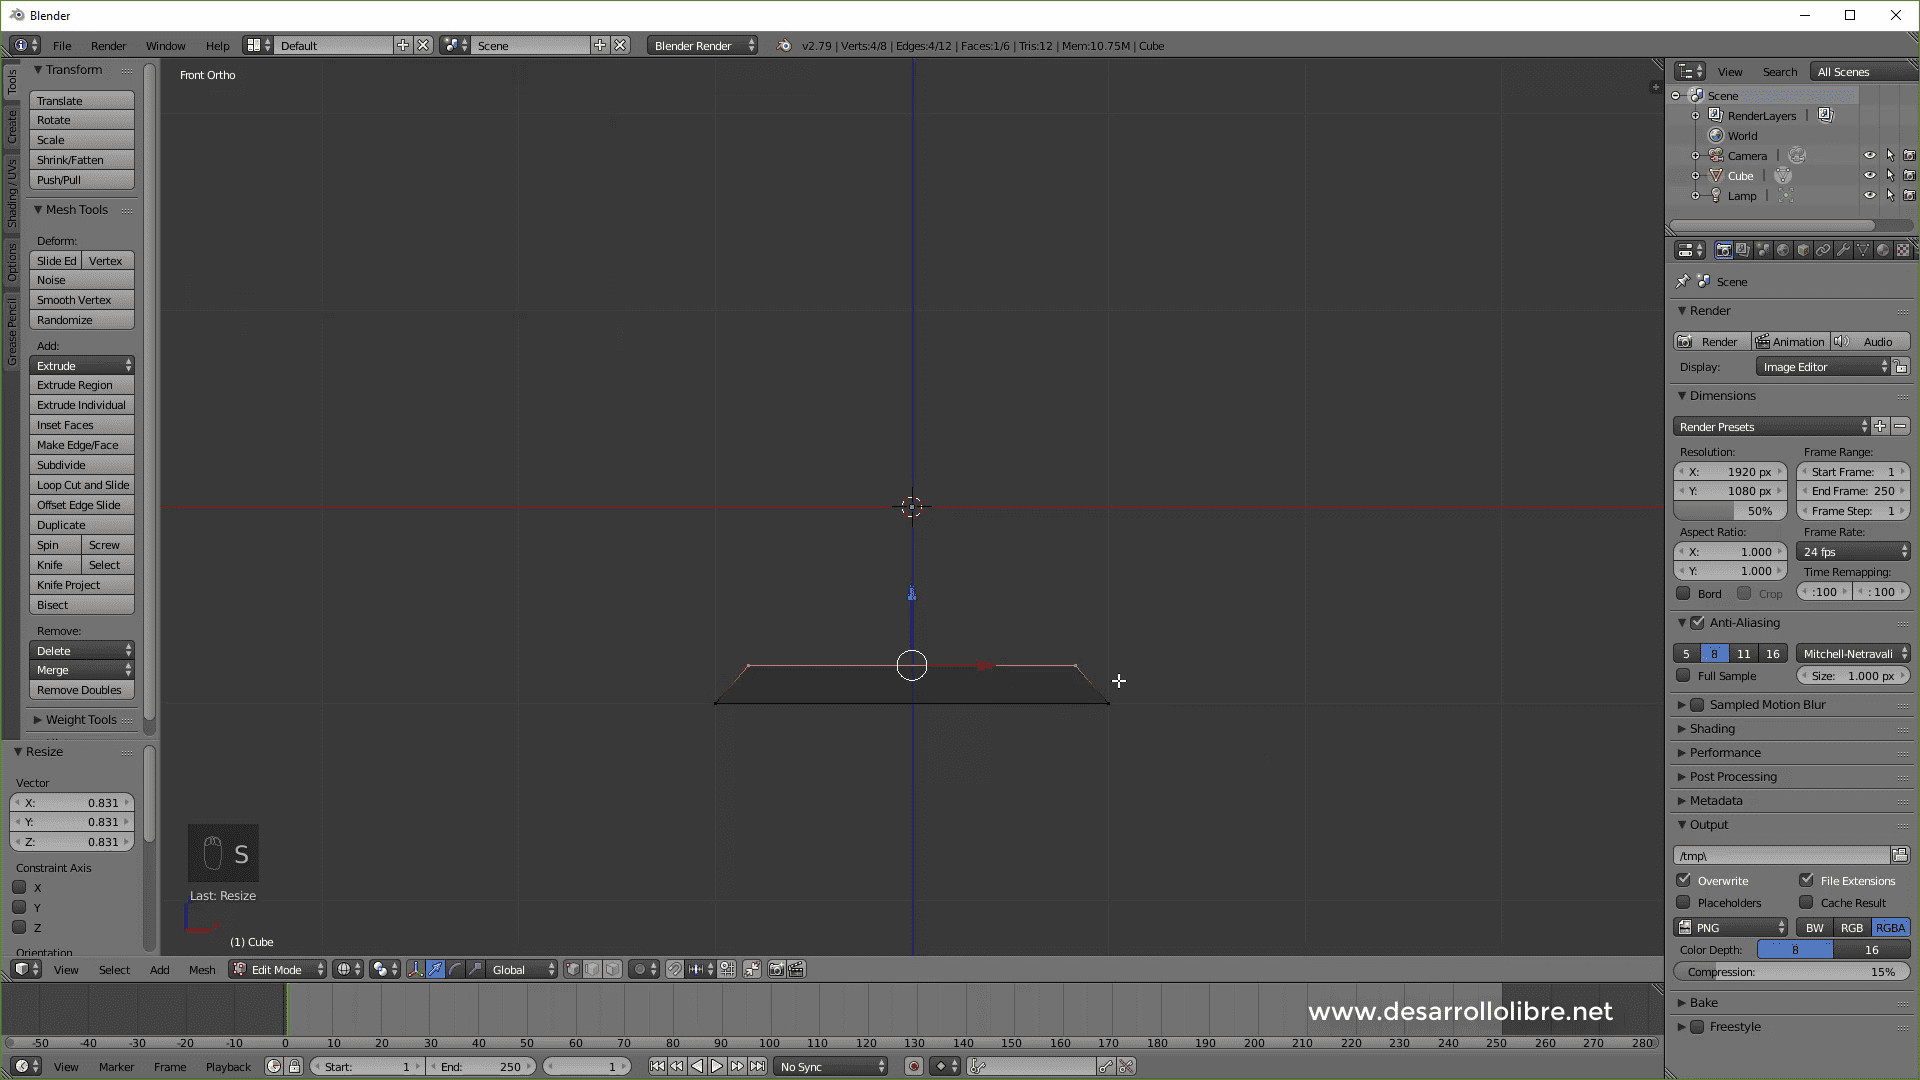 Blender
File Render Window Help Default Scene Blender Render v2.79 | Verts:4/8 | Edges:4/12 | Faces:1/6 | Tris:12 | Mem:10.75M | Cube
Tools
Create
Shading / UVs
Options
Grease Pencil
Transform
Translate
Rotate
Scale
Shrink/Fatten
Push/Pull
Mesh Tools
Deform:
Slide Ed Vertex
Noise
Smooth Vertex
Randomize
Add:
Extrude
Extrude Region
Extrude Individual
Inset Faces
Make Edge/Face
Subdivide
Loop Cut and Slide
Offset Edge Slide
Duplicate
Spin Screw
Knife Select
Knife Project
Bisect
Remove:
Delete
Merge
Remove Doubles
Weight Tools
Resize
Vector
X: 0.831
Y: 0.831
Z: 0.831
Constraint Axis
X
Y
Z
Orientation
Front Ortho
S
Last: Resize
(1) Cube
View Select Add Mesh Edit Mode Global
www.desarrollolibre.net
-50 -40 -30 -20 -10 0 10 20 30 40 50 60 70 80 90 100 110 120 130 140 150 160 170 180 190 200 210 220 230 240 250 260 270 280
View Marker Frame Playback Start: 1 End: 250 1 No Sync
View Search All Scenes
Scene
RenderLayers |
World
Camera |
Cube |
Lamp |
Scene
Render
Render Animation Audio
Display: Image Editor
Dimensions
Render Presets
Resolution: Frame Range:
X: 1920 px Start Frame: 1
Y: 1080 px End Frame: 250
50% Frame Step: 1
Aspect Ratio: Frame Rate:
X: 1.000 24 fps
Y: 1.000 Time Remapping:
Bord Crop :100 : 100
Anti-Aliasing
5 8 11 16 Mitchell-Netravali
Full Sample Size: 1.000 px
Sampled Motion Blur
Shading
Performance
Post Processing
Metadata
Output
/tmp\
Overwrite File Extensions
Placeholders Cache Result
PNG BW RGB RGBA
Color Depth: 8 16
Compression: 15%
Bake
Freestyle